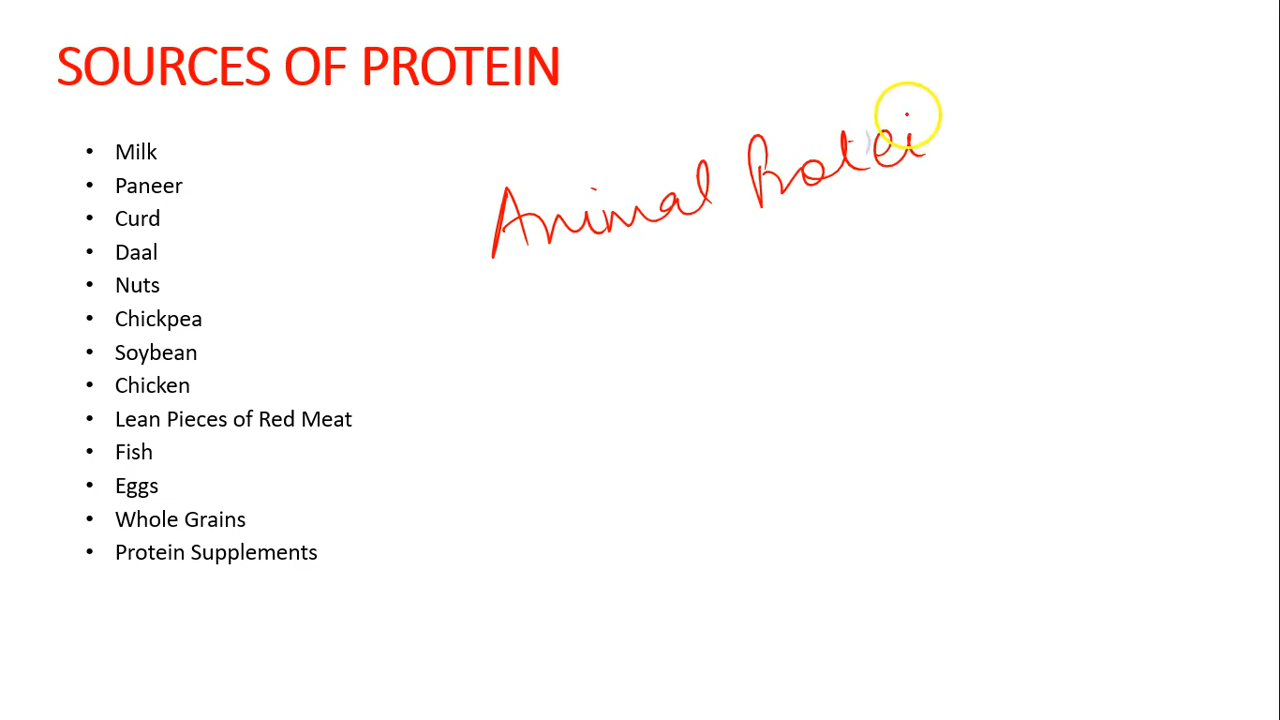 SOURCES OF PROTEIN
Animal Protei
• Milk
• Paneer
• Curd
• Daal
• Nuts
• Chickpea
• Soybean
• Chicken
• Lean Pieces of Red Meat
• Fish
• Eggs
• Whole Grains
• Protein Supplements